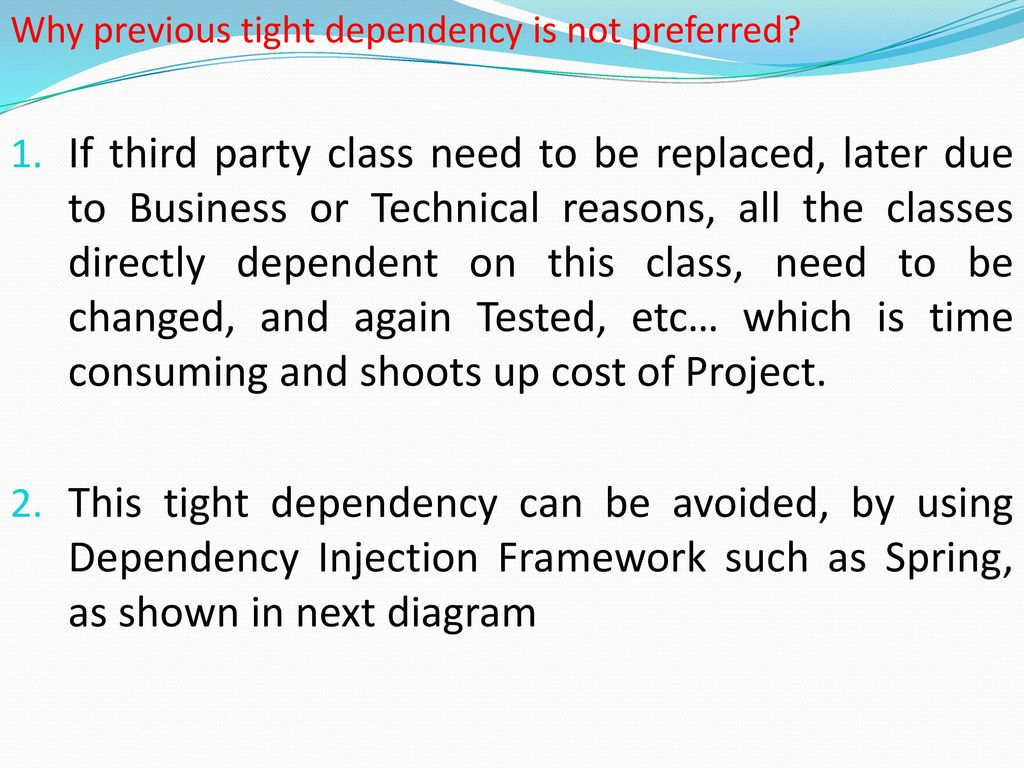 Why previous tight dependency is not preferred?
1. If third party class need to be replaced, later due
to Business or Technical reasons, all the classes
directly dependent on this class, need to be
changed, and again Tested, etc… which is time
consuming and shoots up cost of Project.
2. This tight dependency can be avoided, by using
Dependency Injection Framework such as Spring,
as shown in next diagram